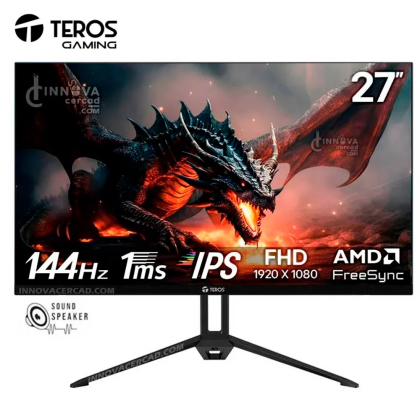 TEROS
GAMING
INNOVA
cercad
.COM
27"
INNOVA
cercad
.COM
144Hz 1ms IPS FHD
1920 X 1080
AMD
FreeSync
INNOVACERCAD.COM
TEROS
SOUND
SPEAKER
INNOVACERCAD.COM